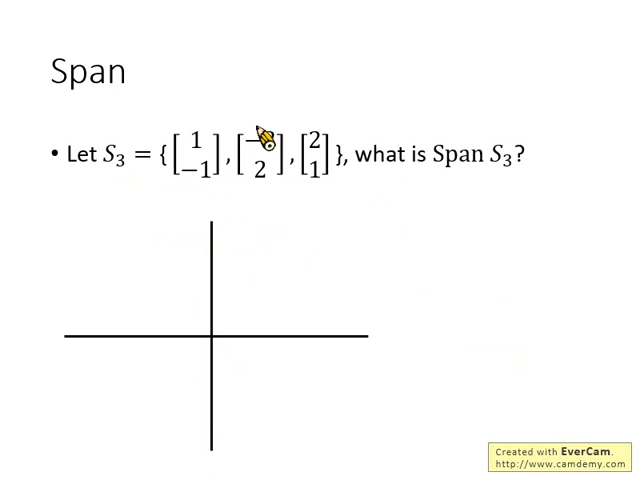 Span
• Let S₃ = { [1 −1], [− 2], [2 1] }, what is Span S₃?
Created with EverCam.
http://www.camdemy.com